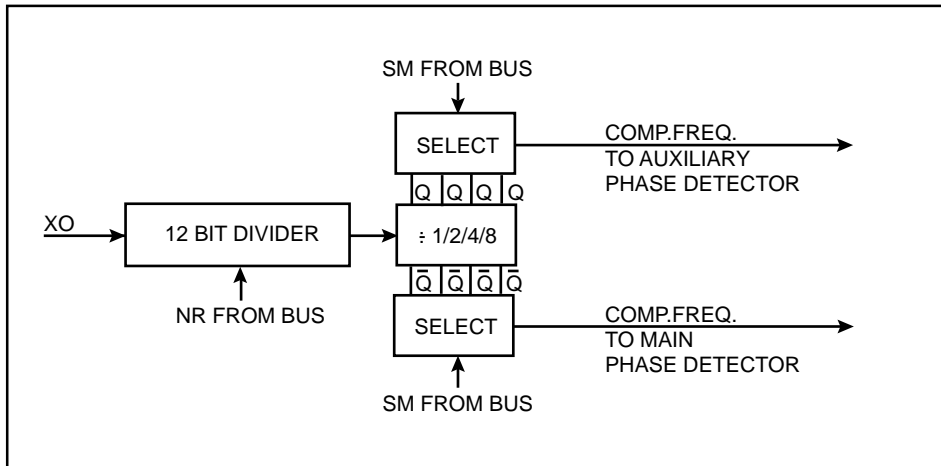 SM FROM BUS
SELECT
COMP.FREQ.
TO AUXILIARY
PHASE DETECTOR
Q Q Q Q
XO
12 BIT DIVIDER
÷ 1/2/4/8
Q̅ Q̅ Q̅ Q̅
NR FROM BUS
SELECT
COMP.FREQ.
TO MAIN
PHASE DETECTOR
SM FROM BUS